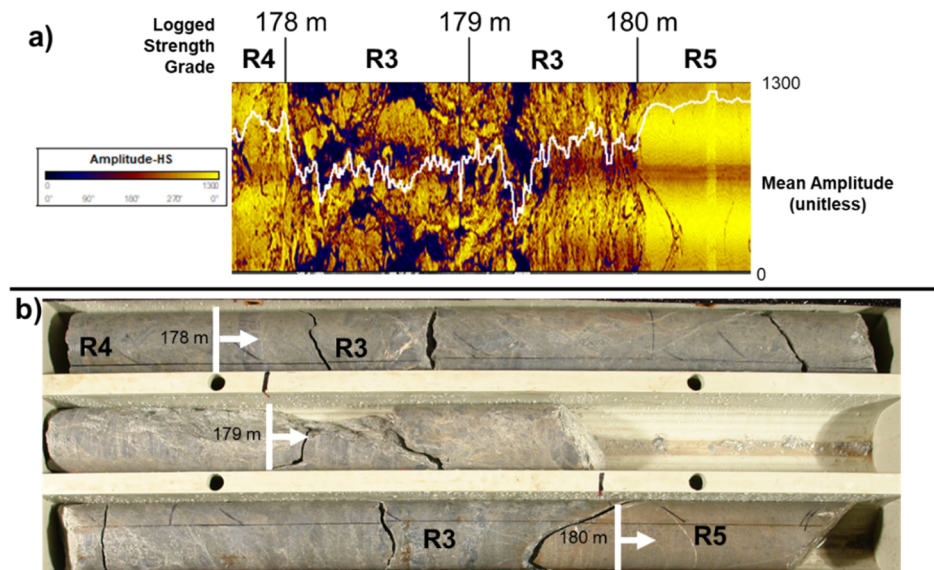 a)
Logged
Strength
Grade
178 m
179 m
180 m
R4
R3
R3
R5
1300
Amplitude-HS
0
1300
0°
90°
180°
270°
0°
Mean Amplitude
(unitless)
0
b)
R4
178 m
R3
179 m
R3
180 m
R5